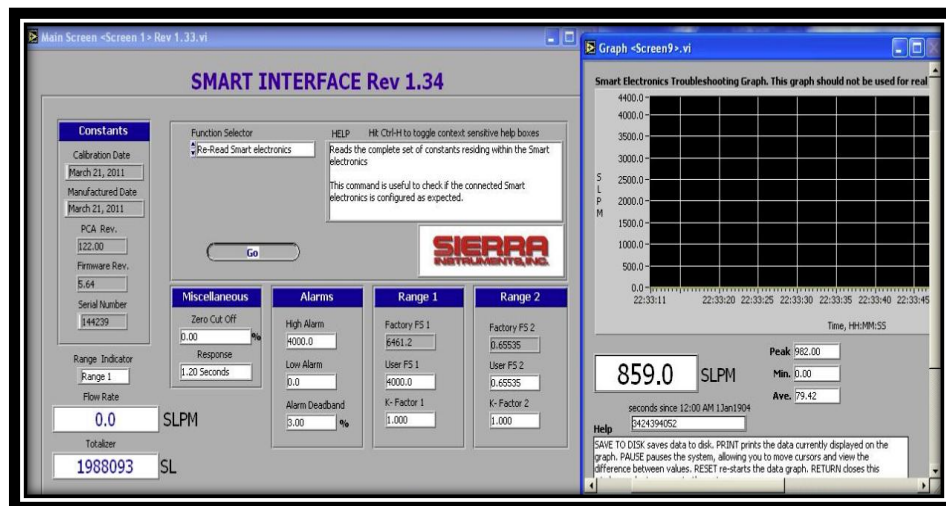 Main Screen <Screen 1> Rev 1.33.vi
SMART INTERFACE Rev 1.34
Constants
Calibration Date
March 21, 2011
Manufactured Date
March 21, 2011
PCA Rev.
122.00
Firmware Rev.
5.64
Serial Number
144239
Range Indicator
Range 1
Flow Rate
0.0 SLPM
Totalizer
1988093 SL
Function Selector
Re-Read Smart electronics
HELP Hit Ctrl-H to toggle context sensitive help boxes
Reads the complete set of constants residing within the Smart
electronics
This command is useful to check if the connected Smart
electronics is configured as expected.
Go
SIERRA
INSTRUMENTS, INC.
Miscellaneous
Zero Cut Off
0.00 %
Response
1.20 Seconds
Alarms
High Alarm
4000.0
Low Alarm
0.0
Alarm Deadband
3.00 %
Range 1
Factory FS 1
6461.2
User FS 1
4000.0
K- Factor 1
1.000
Range 2
Factory FS 2
0.65535
User FS 2
0.65535
K- Factor 2
1.000
Graph <Screen9>.vi
Smart Electronics Troubleshooting Graph. This graph should not be used for real
4400.0
4000.0
3500.0
3000.0
2500.0
2000.0
1500.0
1000.0
500.0
0.0
SLPM
22:33:11 22:33:20 22:33:25 22:33:30 22:33:35 22:33:40 22:33:45
Time, HH:MM:SS
859.0 SLPM
Peak 982.00
Min. 0.00
Ave. 79.42
seconds since 12:00 AM 1Jan1904
3424394052
Help
SAVE TO DISK saves data to disk. PRINT prints the data currently displayed on the
graph. PAUSE pauses the system, allowing you to move cursors and view the
difference between values. RESET re-starts the data graph. RETURN closes this